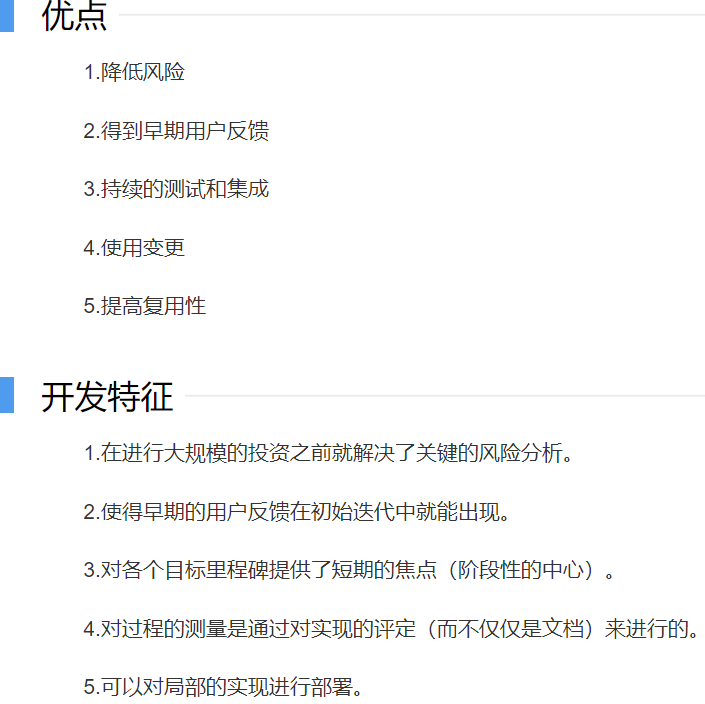 优点
1.降低风险
2.得到早期用户反馈
3.持续的测试和集成
4.使用变更
5.提高复用性
开发特征
1.在进行大规模的投资之前就解决了关键的风险分析。
2.使得早期的用户反馈在初始迭代中就能出现。
3.对各个目标里程碑提供了短期的焦点（阶段性的中心）。
4.对过程的测量是通过对实现的评定（而不仅仅是文档）来进行的。
5.可以对局部的实现进行部署。